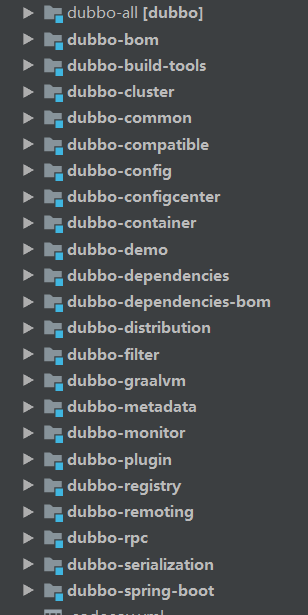 dubbo-all [dubbo]
dubbo-bom
dubbo-build-tools
dubbo-cluster
dubbo-common
dubbo-compatible
dubbo-config
dubbo-configcenter
dubbo-container
dubbo-demo
dubbo-dependencies
dubbo-dependencies-bom
dubbo-distribution
dubbo-filter
dubbo-graalvm
dubbo-metadata
dubbo-monitor
dubbo-plugin
dubbo-registry
dubbo-remoting
dubbo-rpc
dubbo-serialization
dubbo-spring-boot